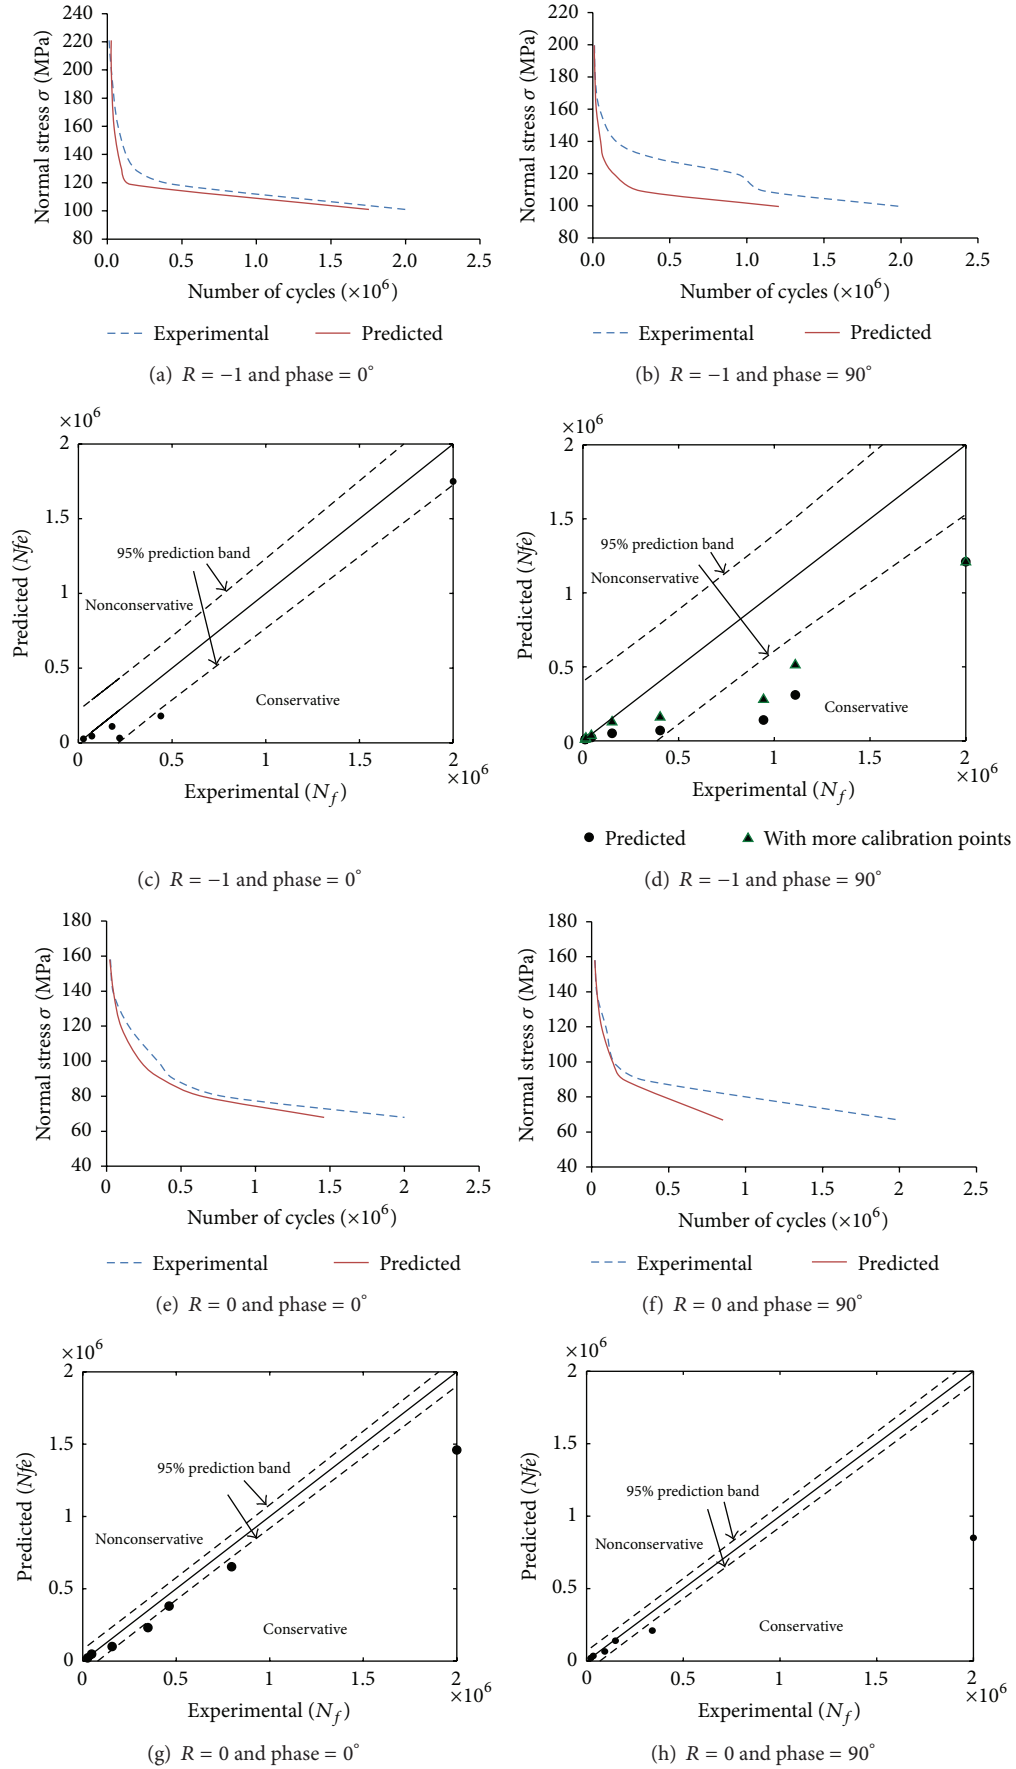 240
220
200
180
160
140
120
100
80
Normal stress σ (MPa)
0.0 0.5 1.0 1.5 2.0 2.5
Number of cycles (×10⁶)
Experimental Predicted
(a) R = −1 and phase = 0°
220
200
180
160
140
120
100
80
Normal stress σ (MPa)
0.0 0.5 1.0 1.5 2.0 2.5
Number of cycles (×10⁶)
Experimental Predicted
(b) R = −1 and phase = 90°
×10⁶
2
1.5
1
0.5
0
Predicted (Nfe)
95% prediction band
Nonconservative
Conservative
0 0.5 1 1.5 2
×10⁶
Experimental (N_f)
(c) R = −1 and phase = 0°
×10⁶
2
1.5
1
0.5
0
Predicted (Nfe)
95% prediction band
Nonconservative
Conservative
0 0.5 1 1.5 2
×10⁶
Experimental (N_f)
Predicted With more calibration points
(d) R = −1 and phase = 90°
180
160
140
120
100
80
60
40
Normal stress σ (MPa)
0 0.5 1 1.5 2 2.5
Number of cycles (×10⁶)
Experimental Predicted
(e) R = 0 and phase = 0°
180
160
140
120
100
80
60
40
Normal stress σ (MPa)
0 0.5 1 1.5 2 2.5
Number of cycles (×10⁶)
Experimental Predicted
(f) R = 0 and phase = 90°
×10⁶
2
1.5
1
0.5
0
Predicted (Nfe)
95% prediction band
Nonconservative
Conservative
0 0.5 1 1.5 2
×10⁶
Experimental (N_f)
(g) R = 0 and phase = 0°
×10⁶
2
1.5
1
0.5
0
Predicted (Nfe)
95% prediction band
Nonconservative
Conservative
0 0.5 1 1.5 2
×10⁶
Experimental (N_f)
(h) R = 0 and phase = 90°